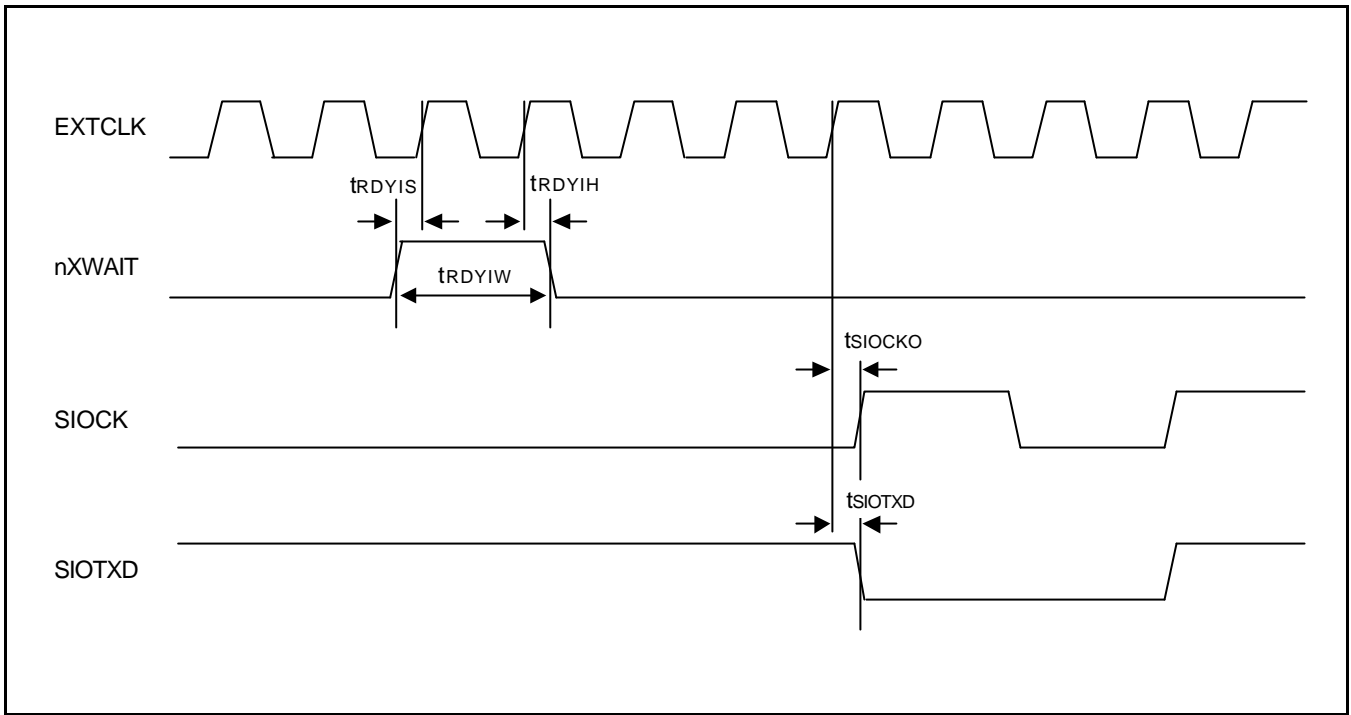 EXTCLK
tRDYIS
tRDYIH
nXWAIT
tRDYIW
tSIOCKO
SIOCK
tSIOTXD
SIOTXD